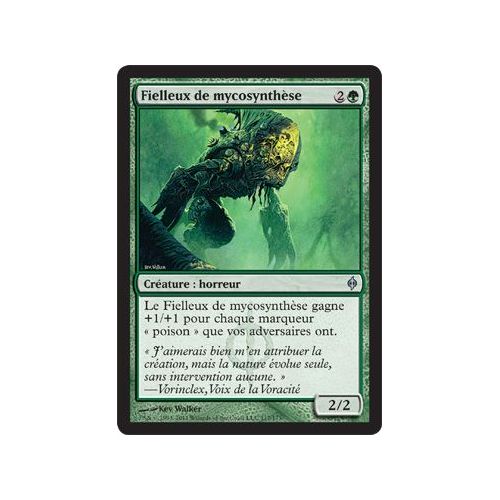 Fielleux de mycosynthèse 2
Créature : horreur
Le Fielleux de mycosynthèse gagne
+1/+1 pour chaque marqueur
« poison » que vos adversaires ont.
« J'aimerais bien m'en attribuer la
création, mais la nature évolue seule,
sans intervention aucune. »
—Vorinclex, Voix de la Voracité
2/2
Kev Walker